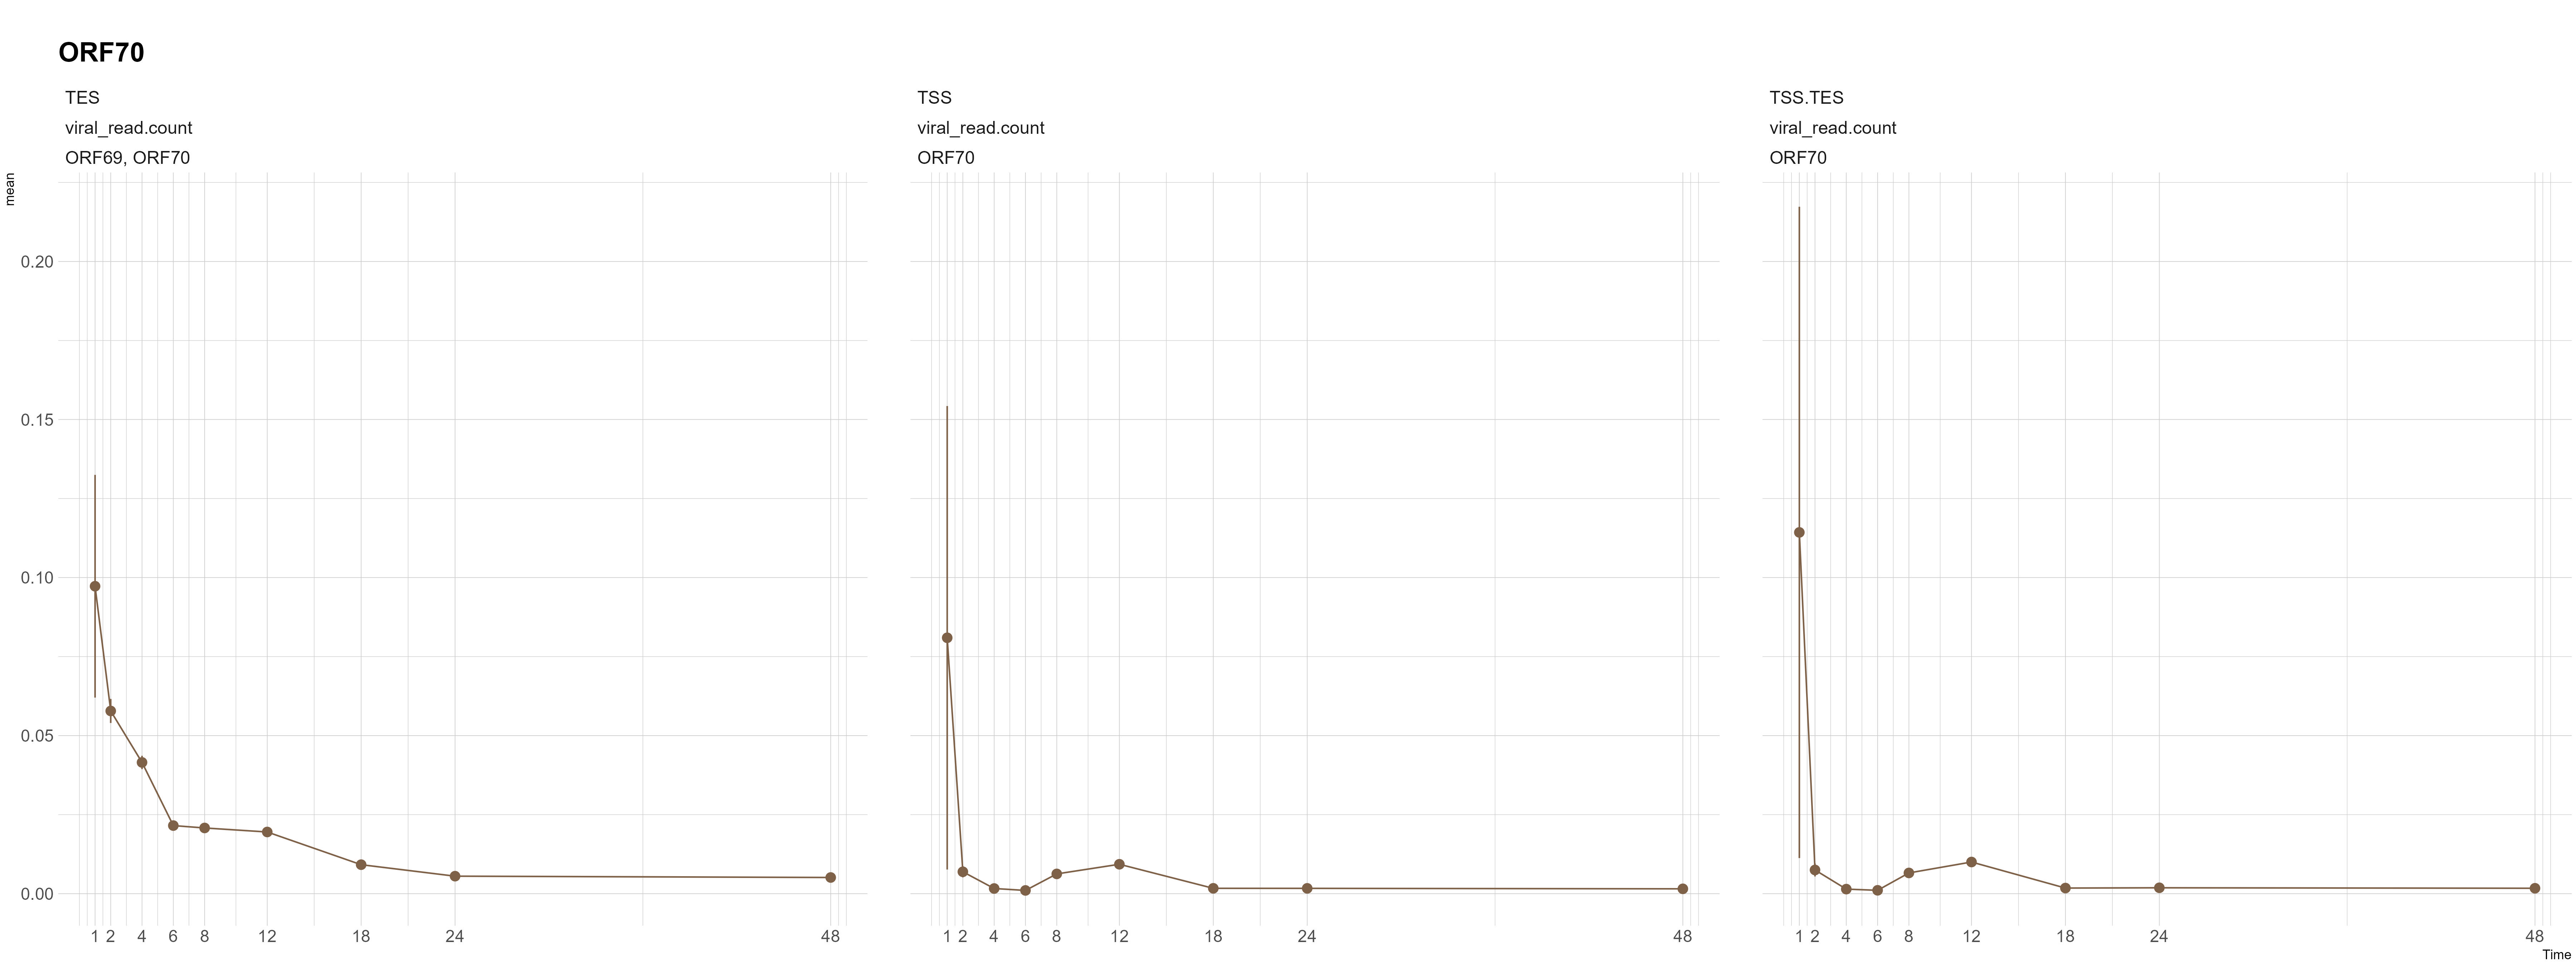 ORF70
TES
viral_read.count
ORF69, ORF70
TSS
viral_read.count
ORF70
TSS.TES
viral_read.count
ORF70
mean
0.20
0.15
0.10
0.05
0.00
1 2 4 6 8 12 18 24 48
1 2 4 6 8 12 18 24 48
1 2 4 6 8 12 18 24 48
Time